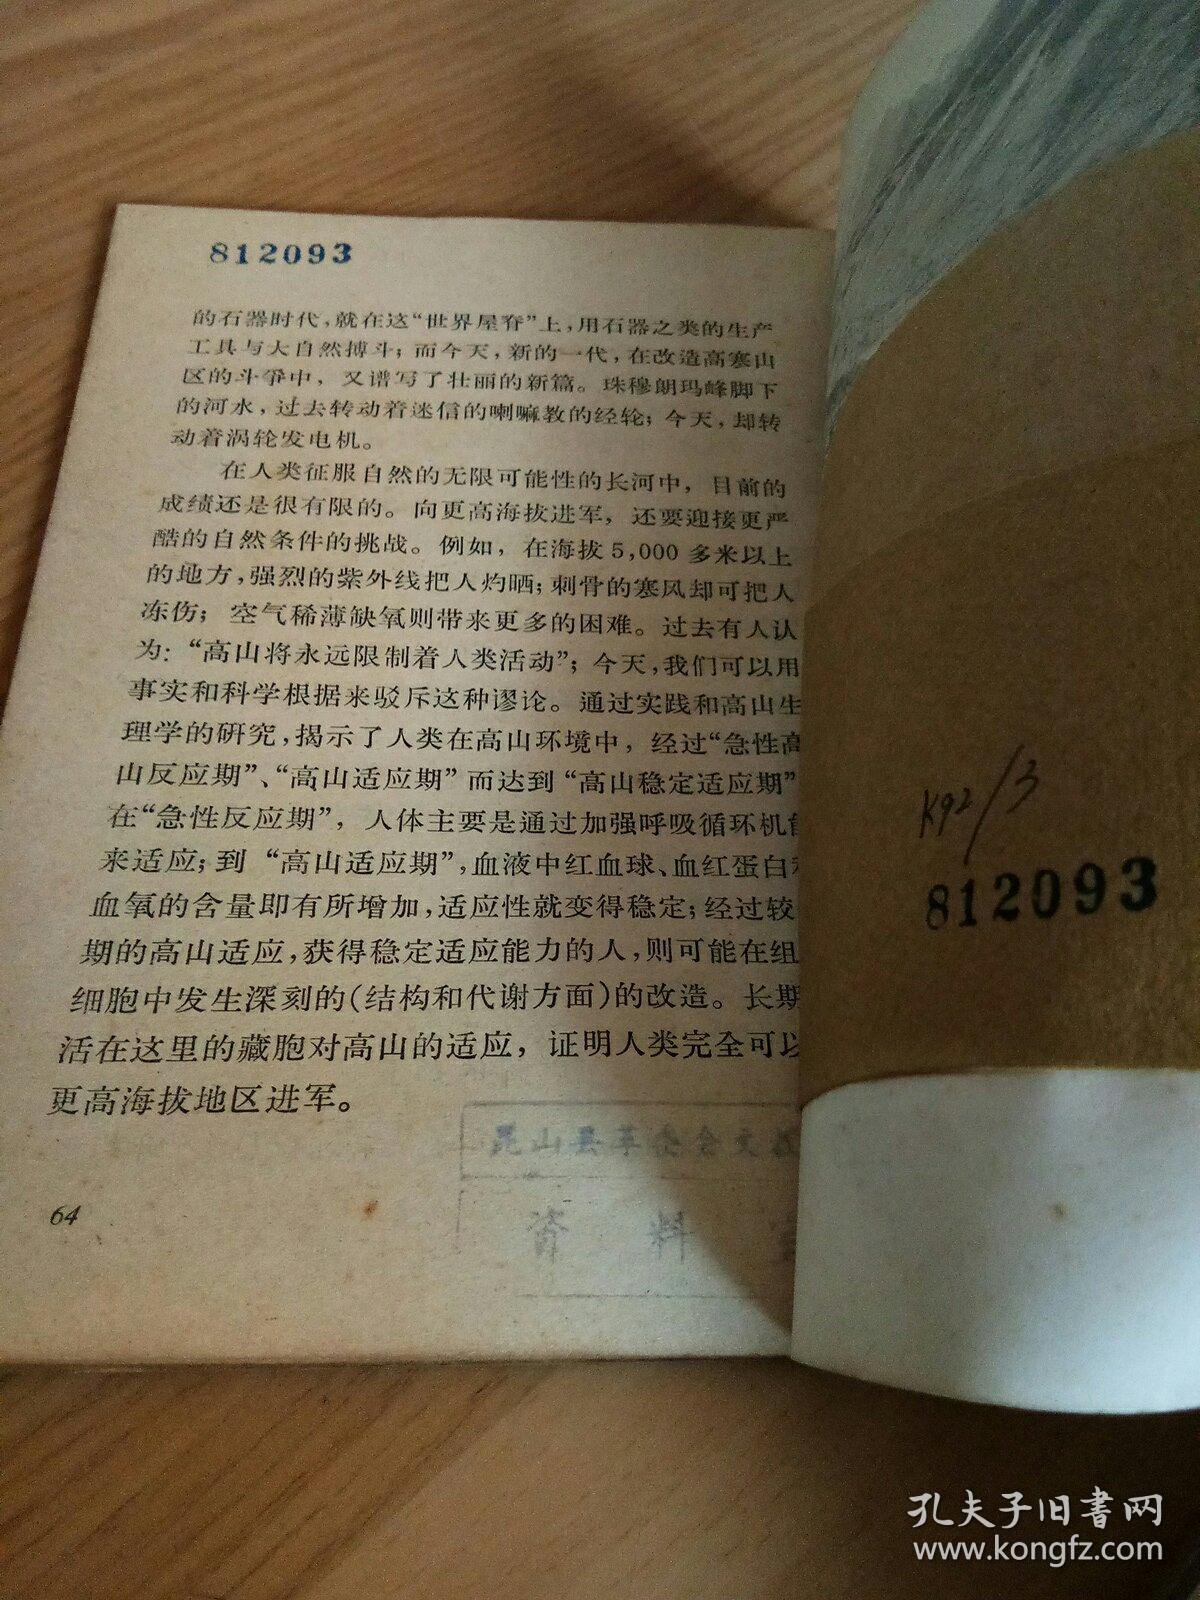 812093
的石器时代，就在这“世界屋脊”上，用石器之类的生产
工具与大自然搏斗；而今天，新的一代，在改造高寒山
区的斗争中，又谱写了壮丽的新篇。珠穆朗玛峰脚下
的河水，过去转动着迷信的喇嘛教的经轮；今天，却转
动着涡轮发电机。
在人类征服自然的无限可能性的长河中，目前的
成绩还是很有限的。向更高海拔进军，还要迎接更严
酷的自然条件的挑战。例如，在海拔5,000多米以上
的地方，强烈的紫外线把人灼晒；刺骨的寒风却可把人
冻伤；空气稀薄缺氧则带来更多的困难。过去有人认
为：“高山将永远限制着人类活动”；今天，我们可以用
事实和科学根据来驳斥这种谬论。通过实践和高山生
理学的研究，揭示了人类在高山环境中，经过“急性高
山反应期”、“高山适应期”而达到“高山稳定适应期”
在“急性反应期”，人体主要是通过加强呼吸循环机
来适应；到“高山适应期”，血液中红血球、血红蛋白
血氧的含量即有所增加，适应性就变得稳定；经过较
期的高山适应，获得稳定适应能力的人，则可能在组
细胞中发生深刻的（结构和代谢方面）的改造。长期
活在这里的藏胞对高山的适应，证明人类完全可以
更高海拔地区进军。
昆山县革委会文教
资料
64
K92/3
812093
孔夫子旧書网
www.kongfz.com